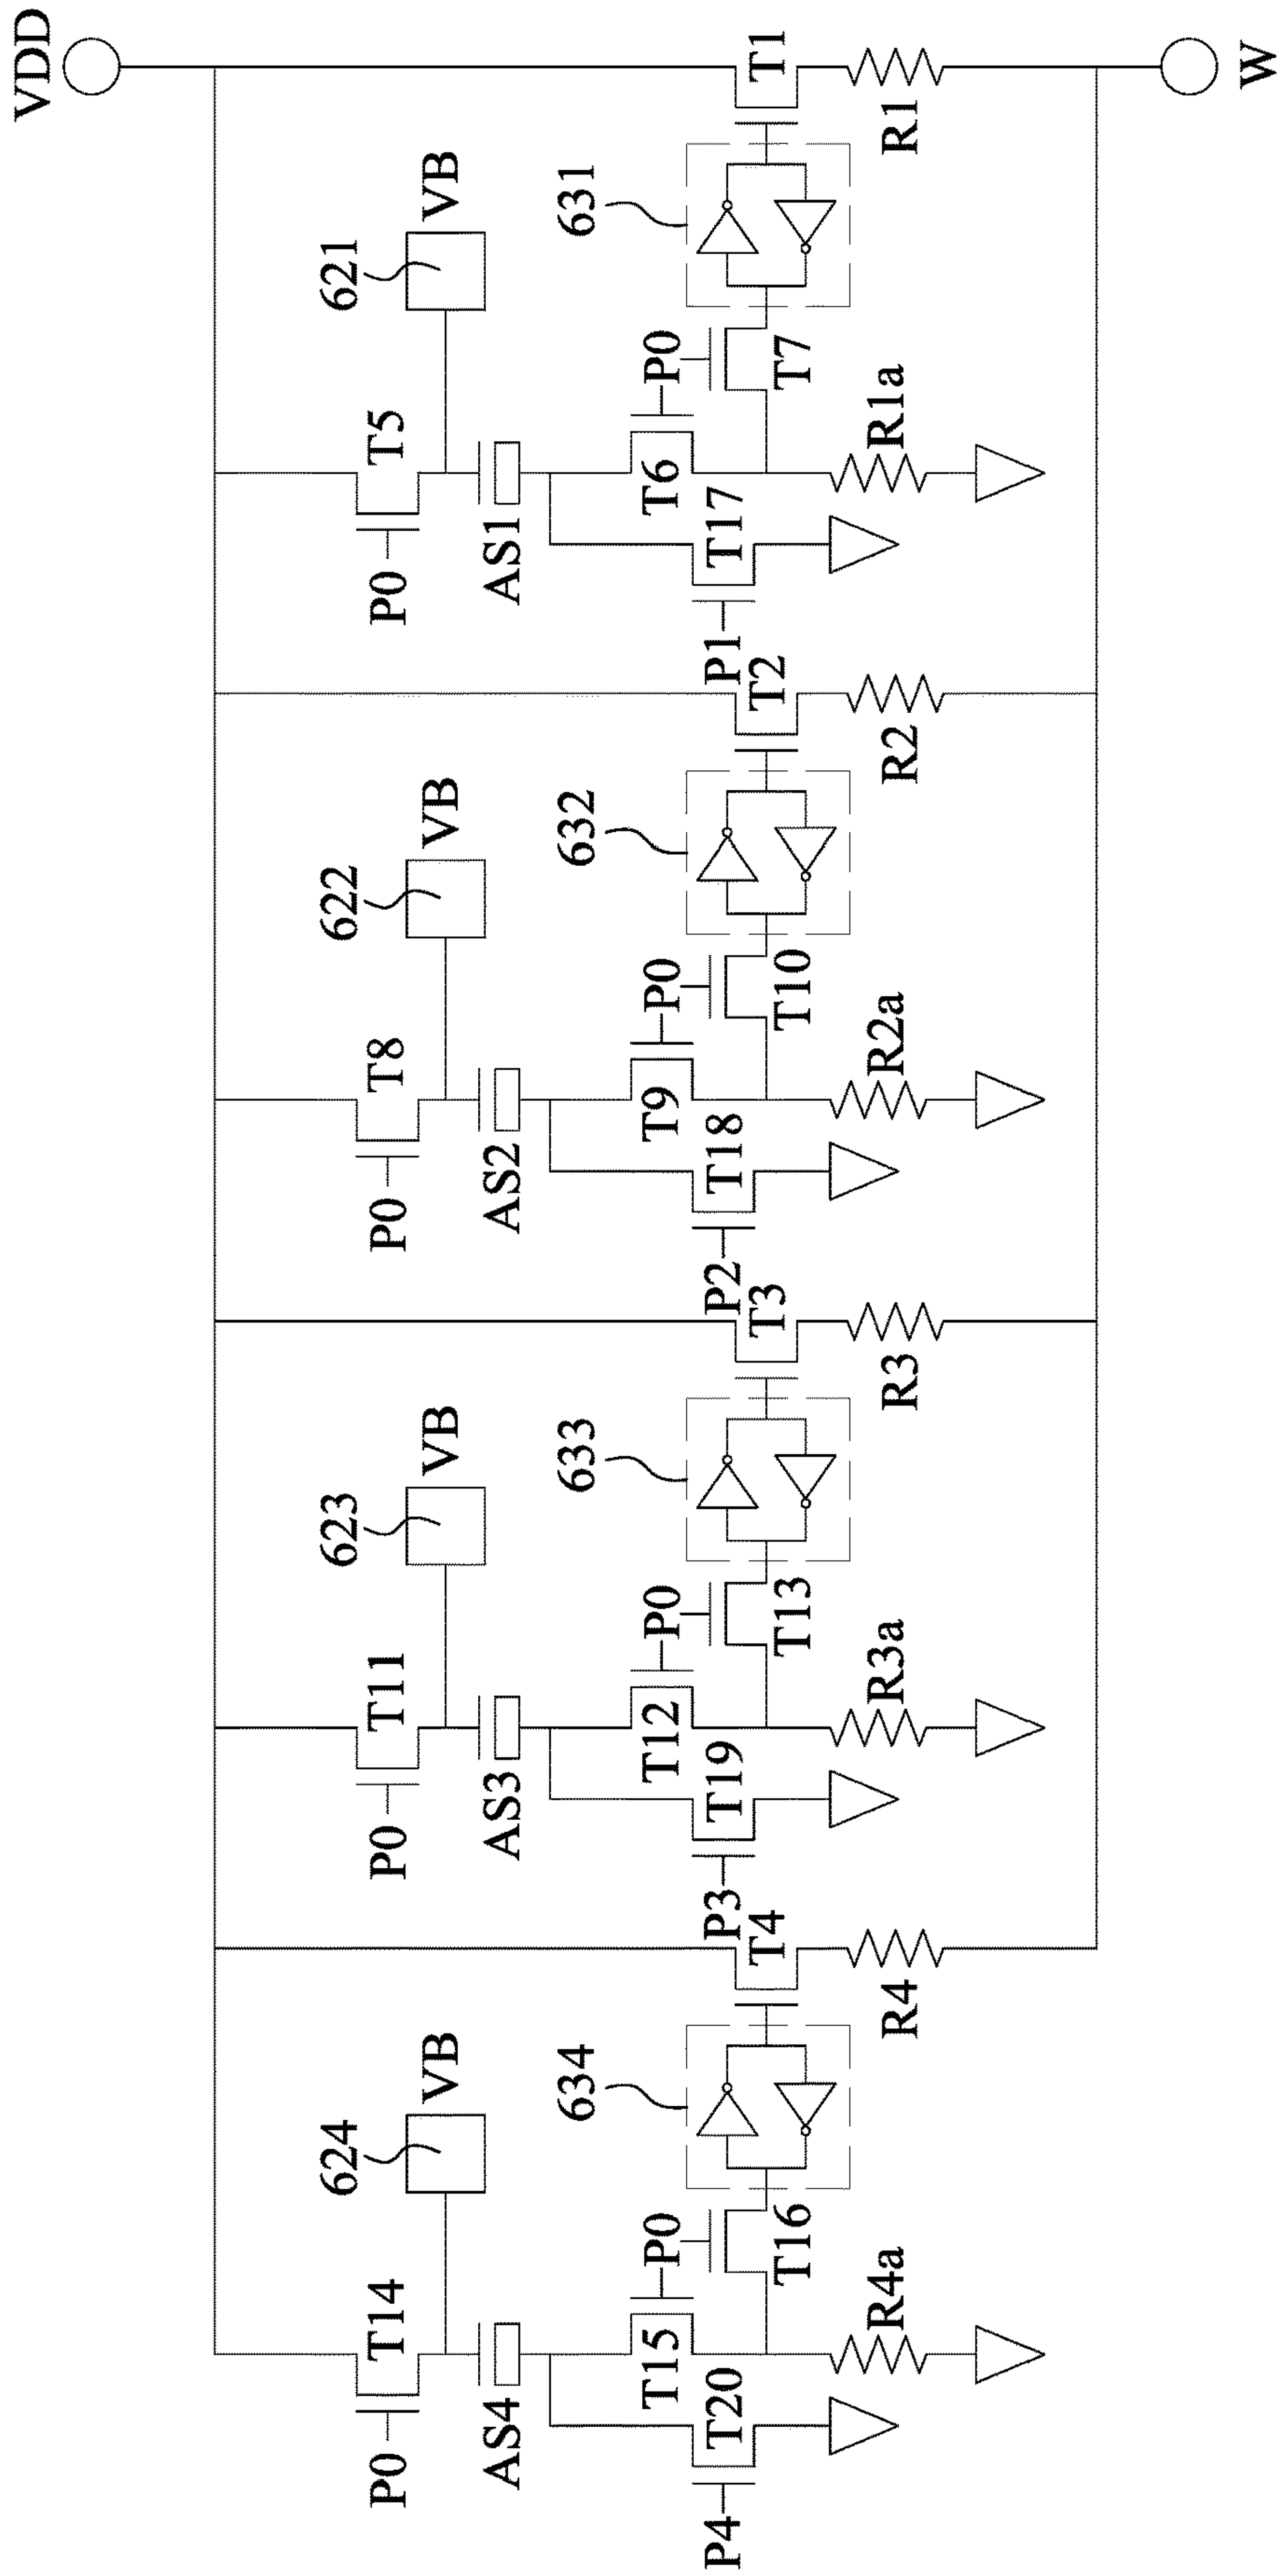 VDD
624
623
622
621
P0
T14
P0
T11
P0
T8
P0
T5
VB
VB
VB
VB
AS4
AS3
AS2
AS1
634
633
632
631
T15
P0
T12
P0
T9
P0
T6
P0
P4
T20
P3
T19
P2
T18
P1
T17
T16
T4
T13
T3
T10
T2
T7
T1
R4a
R4
R3a
R3
R2a
R2
R1a
R1
W